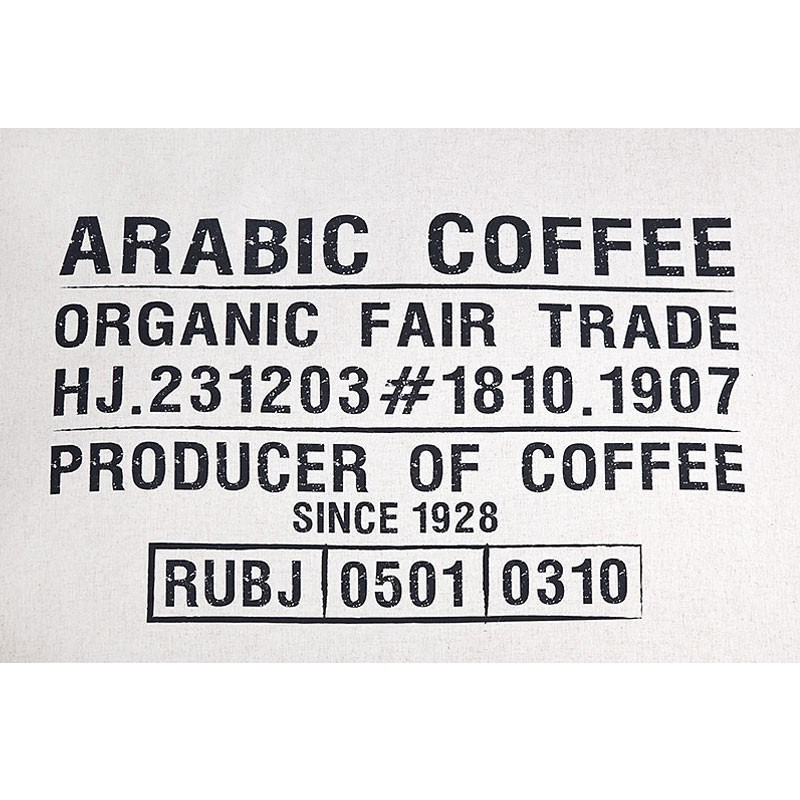 ARABIC COFFEE
ORGANIC FAIR TRADE
HJ.231203#1810.1907
PRODUCER OF COFFEE
SINCE 1928
RUBJ 0501 0310